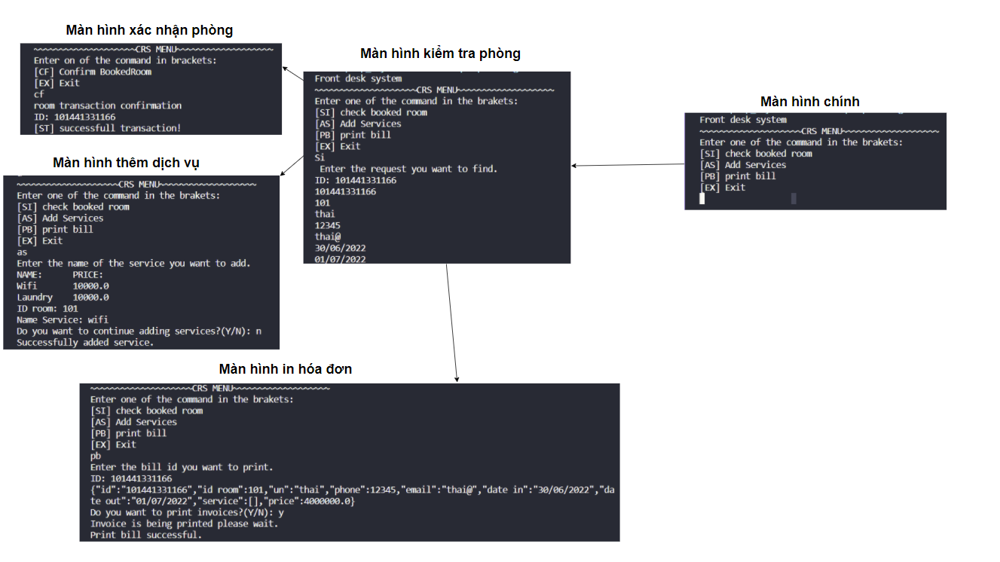 Màn hình xác nhận phòng
~~~~~~~~~~~~~~~~~~~~CRS MENU~~~~~~~~~~~~~~~~~~~
Enter on of the command in brackets:
[CF] Confirm BookedRoom
[EX] Exit
cf
room transaction confirmation
ID: 101441331166
[ST] successfull transaction!
Màn hình kiểm tra phòng
Front desk system
~~~~~~~~~~~~~~~~~~~~CRS MENU~~~~~~~~~~~~~~~~~~~
Enter one of the command in the brakets:
[SI] check booked room
[AS] Add Services
[PB] print bill
[EX] Exit
Si
Enter the request you want to find.
ID: 101441331166
101441331166
101
thai
12345
thai@
30/06/2022
01/07/2022
Màn hình chính
Front desk system
~~~~~~~~~~~~~~~~~~~~CRS MENU~~~~~~~~~~~~~~~~~~~
Enter one of the command in the brakets:
[SI] check booked room
[AS] Add Services
[PB] print bill
[EX] Exit
Màn hình thêm dịch vụ
~~~~~~~~~~~~~~~~~~~~CRS MENU~~~~~~~~~~~~~~~~~~~
Enter one of the command in the brakets:
[SI] check booked room
[AS] Add Services
[PB] print bill
[EX] Exit
as
Enter the name of the service you want to add.
NAME: PRICE:
Wifi 10000.0
Laundry 10000.0
ID room: 101
Name Service: wifi
Do you want to continue adding services?(Y/N): n
Successfully added service.
Màn hình in hóa đơn
~~~~~~~~~~~~~~~~~~~~CRS MENU~~~~~~~~~~~~~~~~~~~
Enter one of the command in the brakets:
[SI] check booked room
[AS] Add Services
[PB] print bill
[EX] Exit
pb
Enter the bill id you want to print.
ID: 101441331166
{"id":"101441331166","id room":101,"un":"thai","phone":12345,"email":"thai@","date in":"30/06/2022","da
te out":"01/07/2022","service":[],"price":4000000.0}
Do you want to print invoices?(Y/N): y
Invoice is being printed please wait.
Print bill successful.